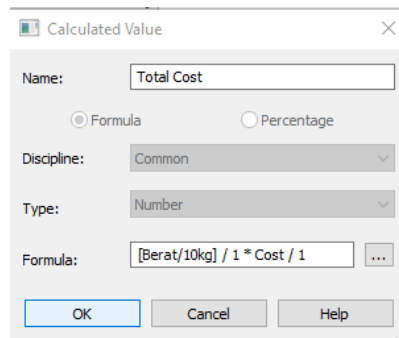 Calculated Value
Name: Total Cost
Formula Percentage
Discipline: Common
Type: Number
Formula: [Berat/10kg] / 1 * Cost / 1 ...
OK Cancel Help